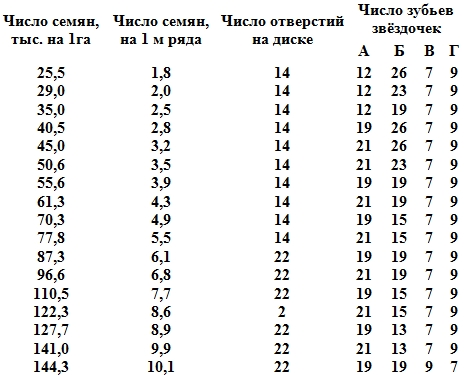 Число семян, тыс. на 1га	Число семян, на 1 м ряда	Число отверстий на диске	Число зубьев звёздочек
А	Б	В	Г
25,5	1,8	14	12	26	7	9
29,0	2,0	14	12	23	7	9
35,0	2,5	14	12	19	7	9
40,5	2,8	14	19	26	7	9
45,0	3,2	14	21	26	7	9
50,6	3,5	14	21	23	7	9
55,6	3,9	14	19	19	7	9
61,3	4,3	14	21	19	7	9
70,3	4,9	14	19	15	7	9
77,8	5,5	14	21	15	7	9
87,3	6,1	22	19	19	7	9
96,6	6,8	22	21	19	7	9
110,5	7,7	22	19	15	7	9
122,3	8,6	2	21	15	7	9
127,7	8,9	22	19	13	7	9
141,0	9,9	22	21	13	7	9
144,3	10,1	22	19	19	9	7